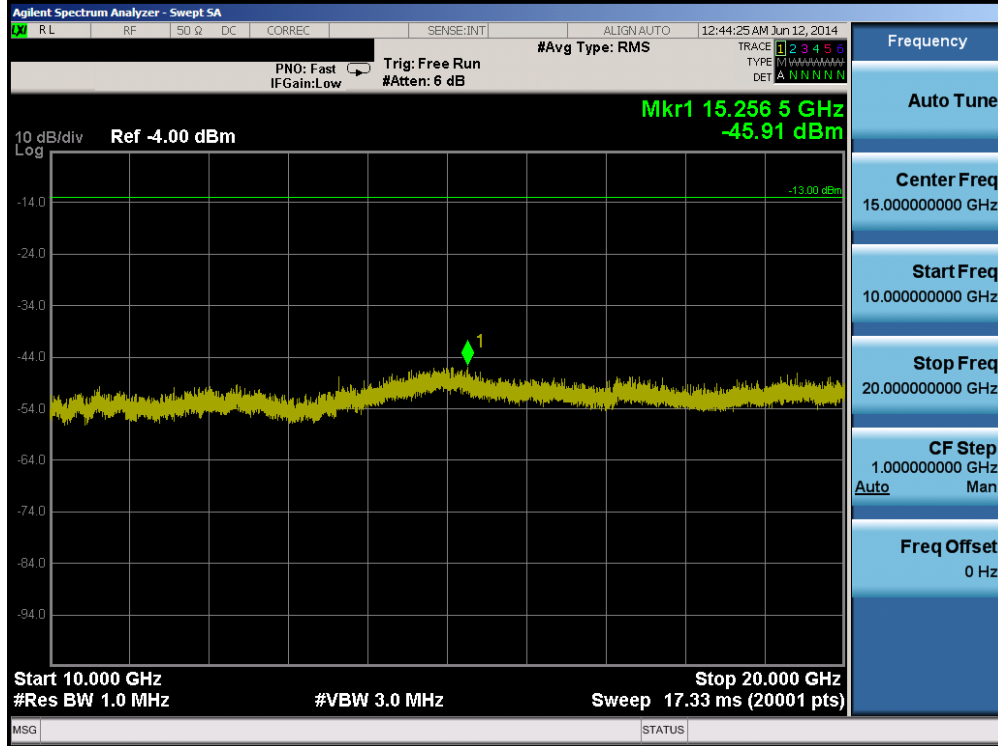 Agilent Spectrum Analyzer - Swept SA
LXI RL RF 50 Ω DC CORREC SENSE:INT ALIGN AUTO 12:44:25 AM Jun 12, 2014
#Avg Type: RMS TRACE 1 2 3 4 5 6
PNO: Fast Trig: Free Run TYPE M WWWWW
IFGain:Low #Atten: 6 dB DET A N N N N N
Mkr1 15.256 5 GHz
10 dB/div Ref -4.00 dBm -45.91 dBm
Log
-13.00 dBm
-14.0
-24.0
-34.0
1
-44.0
-54.0
-64.0
-74.0
-84.0
-94.0
Start 10.000 GHz Stop 20.000 GHz
#Res BW 1.0 MHz #VBW 3.0 MHz Sweep 17.33 ms (20001 pts)
MSG STATUS
Frequency
Auto Tune
Center Freq
15.000000000 GHz
Start Freq
10.000000000 GHz
Stop Freq
20.000000000 GHz
CF Step
1.000000000 GHz
Auto Man
Freq Offset
0 Hz